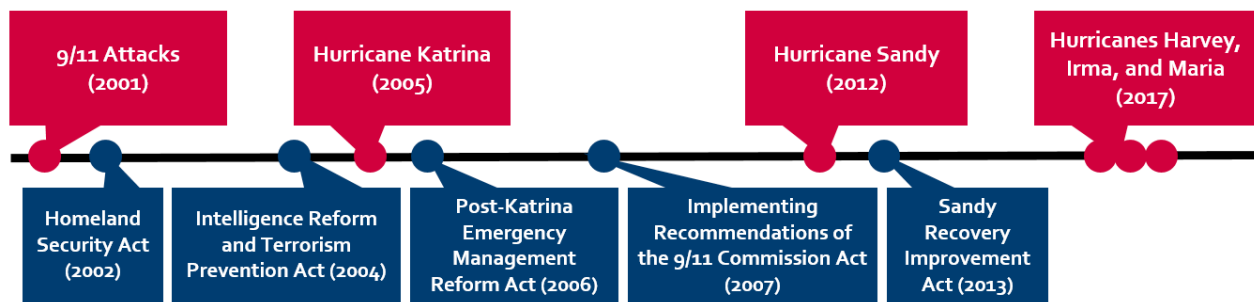 9/11 Attacks
(2001)
Hurricane Katrina
(2005)
Hurricane Sandy
(2012)
Hurricanes Harvey,
Irma, and Maria
(2017)
Homeland
Security Act
(2002)
Intelligence Reform
and Terrorism
Prevention Act (2004)
Post-Katrina
Emergency
Management
Reform Act (2006)
Implementing
Recommendations of
the 9/11 Commission Act
(2007)
Sandy
Recovery
Improvement
Act (2013)